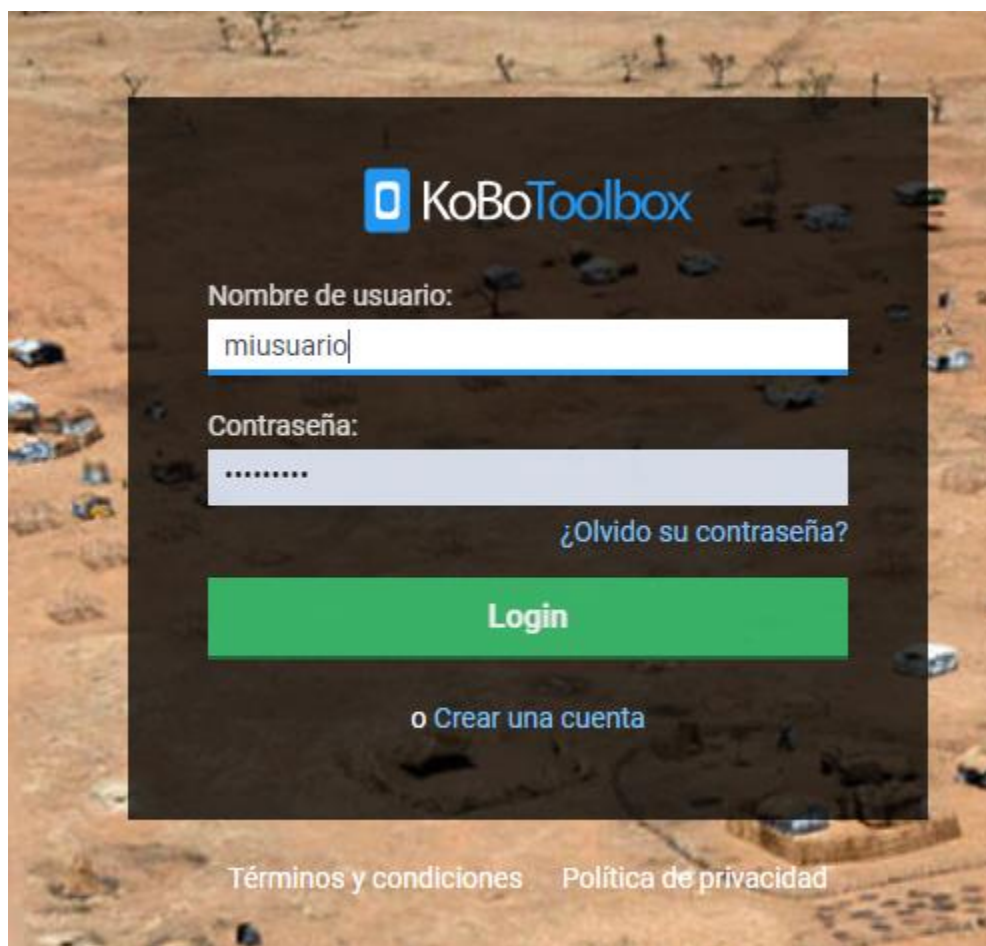 KoBoToolbox
Nombre de usuario:
miusuario
Contraseña:
•••••••••
¿Olvido su contraseña?
Login
o Crear una cuenta
Términos y condiciones Política de privacidad